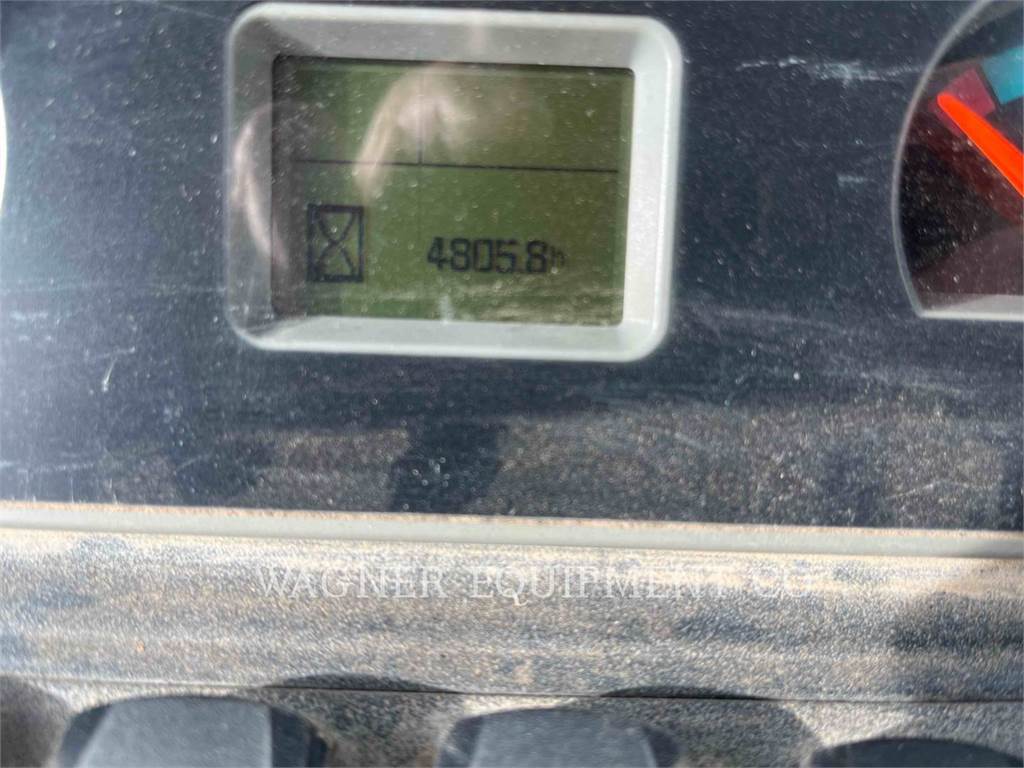 4805.8h
WAGNER EQUIPMENT CO